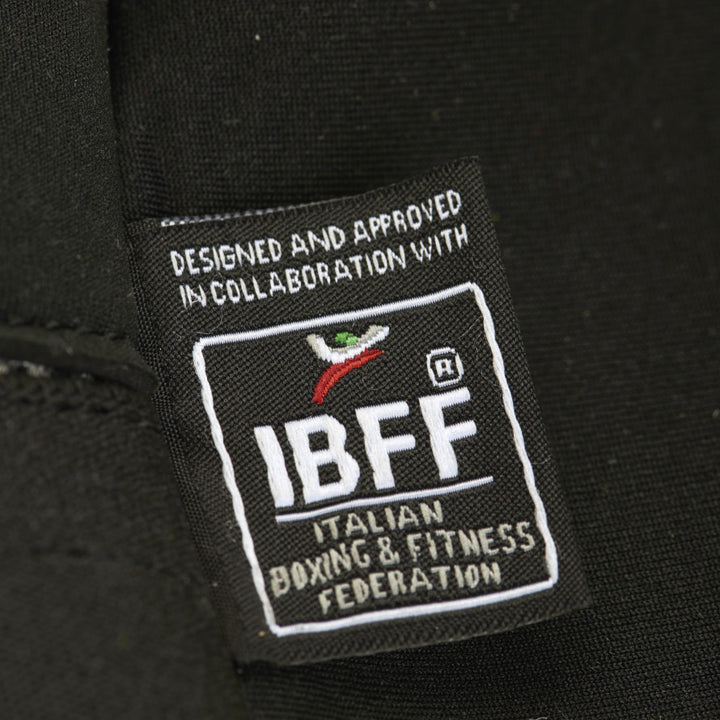 DESIGNED AND APPROVED
IN COLLABORATION WITH
®
IBFF
ITALIAN
BOXING & FITNESS
FEDERATION